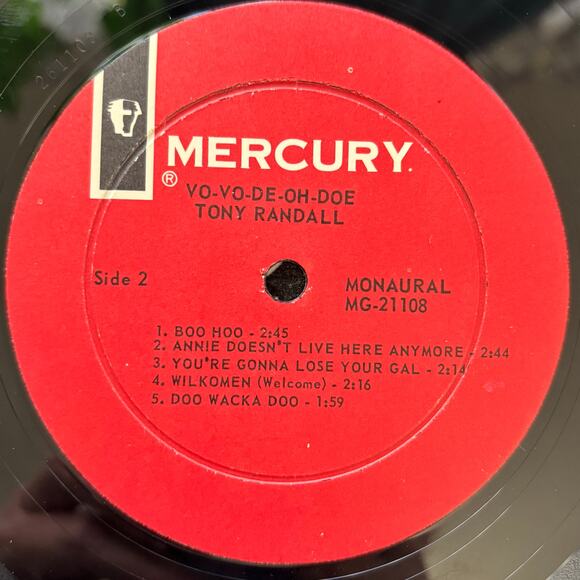 MERCURY.
®
VO-VO-DE-OH-DOE
TONY RANDALL
Side 2
MONAURAL
MG-21108
1. BOO HOO - 2:45
2. ANNIE DOESN'T LIVE HERE ANYMORE - 2:44
3. YOU'RE GONNA LOSE YOUR GAL - 2:14
4. WILKOMEN (Welcome) - 2:16
5. DOO WACKA DOO - 1:59